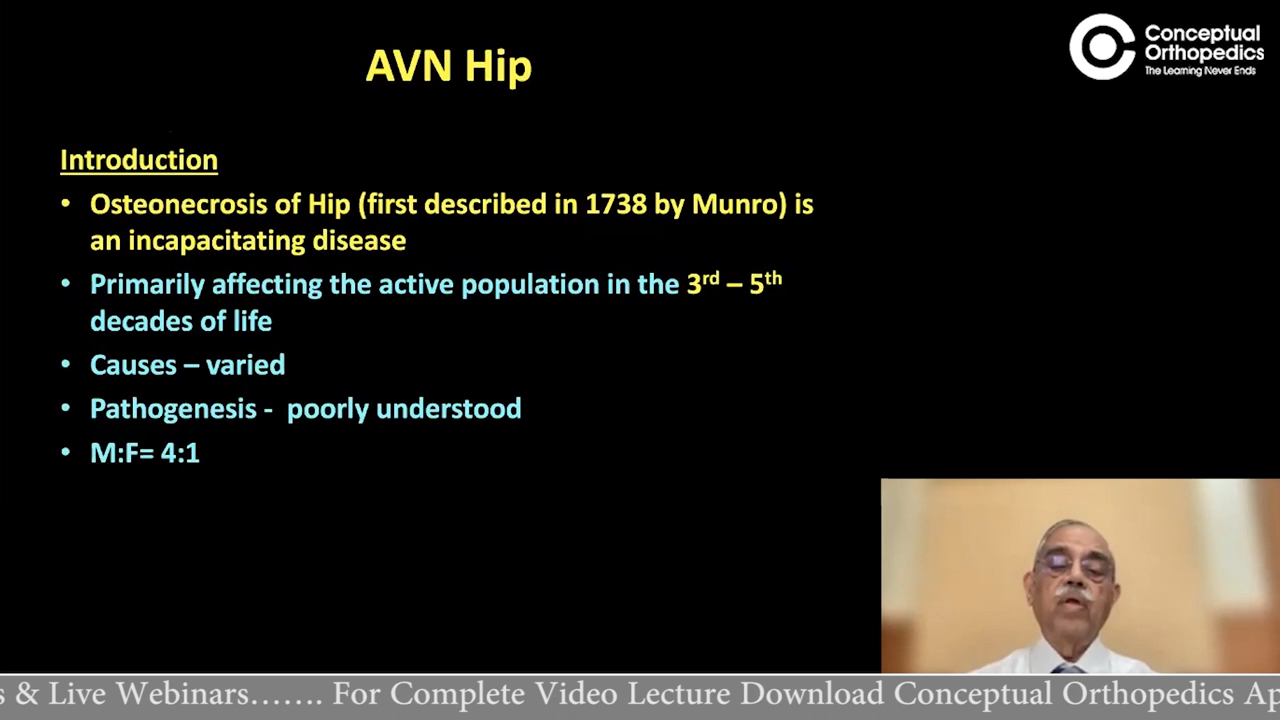 AVN Hip
Conceptual
Orthopedics
The Learning Never Ends
Introduction
• Osteonecrosis of Hip (first described in 1738 by Munro) is
an incapacitating disease
• Primarily affecting the active population in the 3rd – 5th
decades of life
• Causes – varied
• Pathogenesis - poorly understood
• M:F= 4:1
s & Live Webinars....... For Complete Video Lecture Download Conceptual Orthopedics Ap